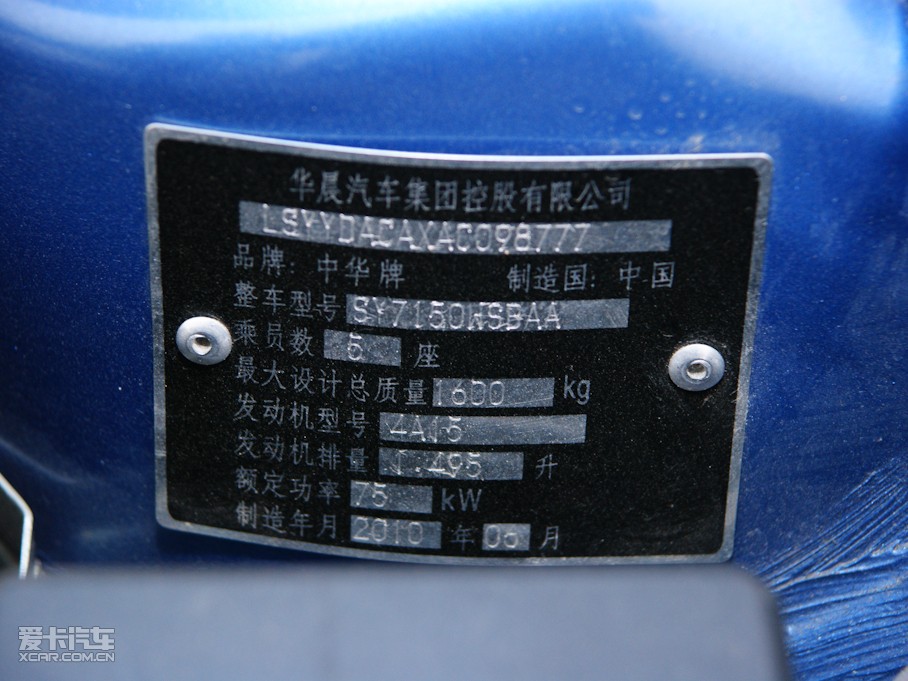 华晨汽车集团控股有限公司
LSYYDACAXAC098777
品牌: 中华牌 制造国: 中国
整车型号 SY7150WSBAA
乘员数 5 座
最大设计总质量 1600 kg
发动机型号 4A15
发动机排量 1.495 升
额定功率 75 kW
制造年月 2010 年 05 月
爱卡汽车
XCAR.COM.CN